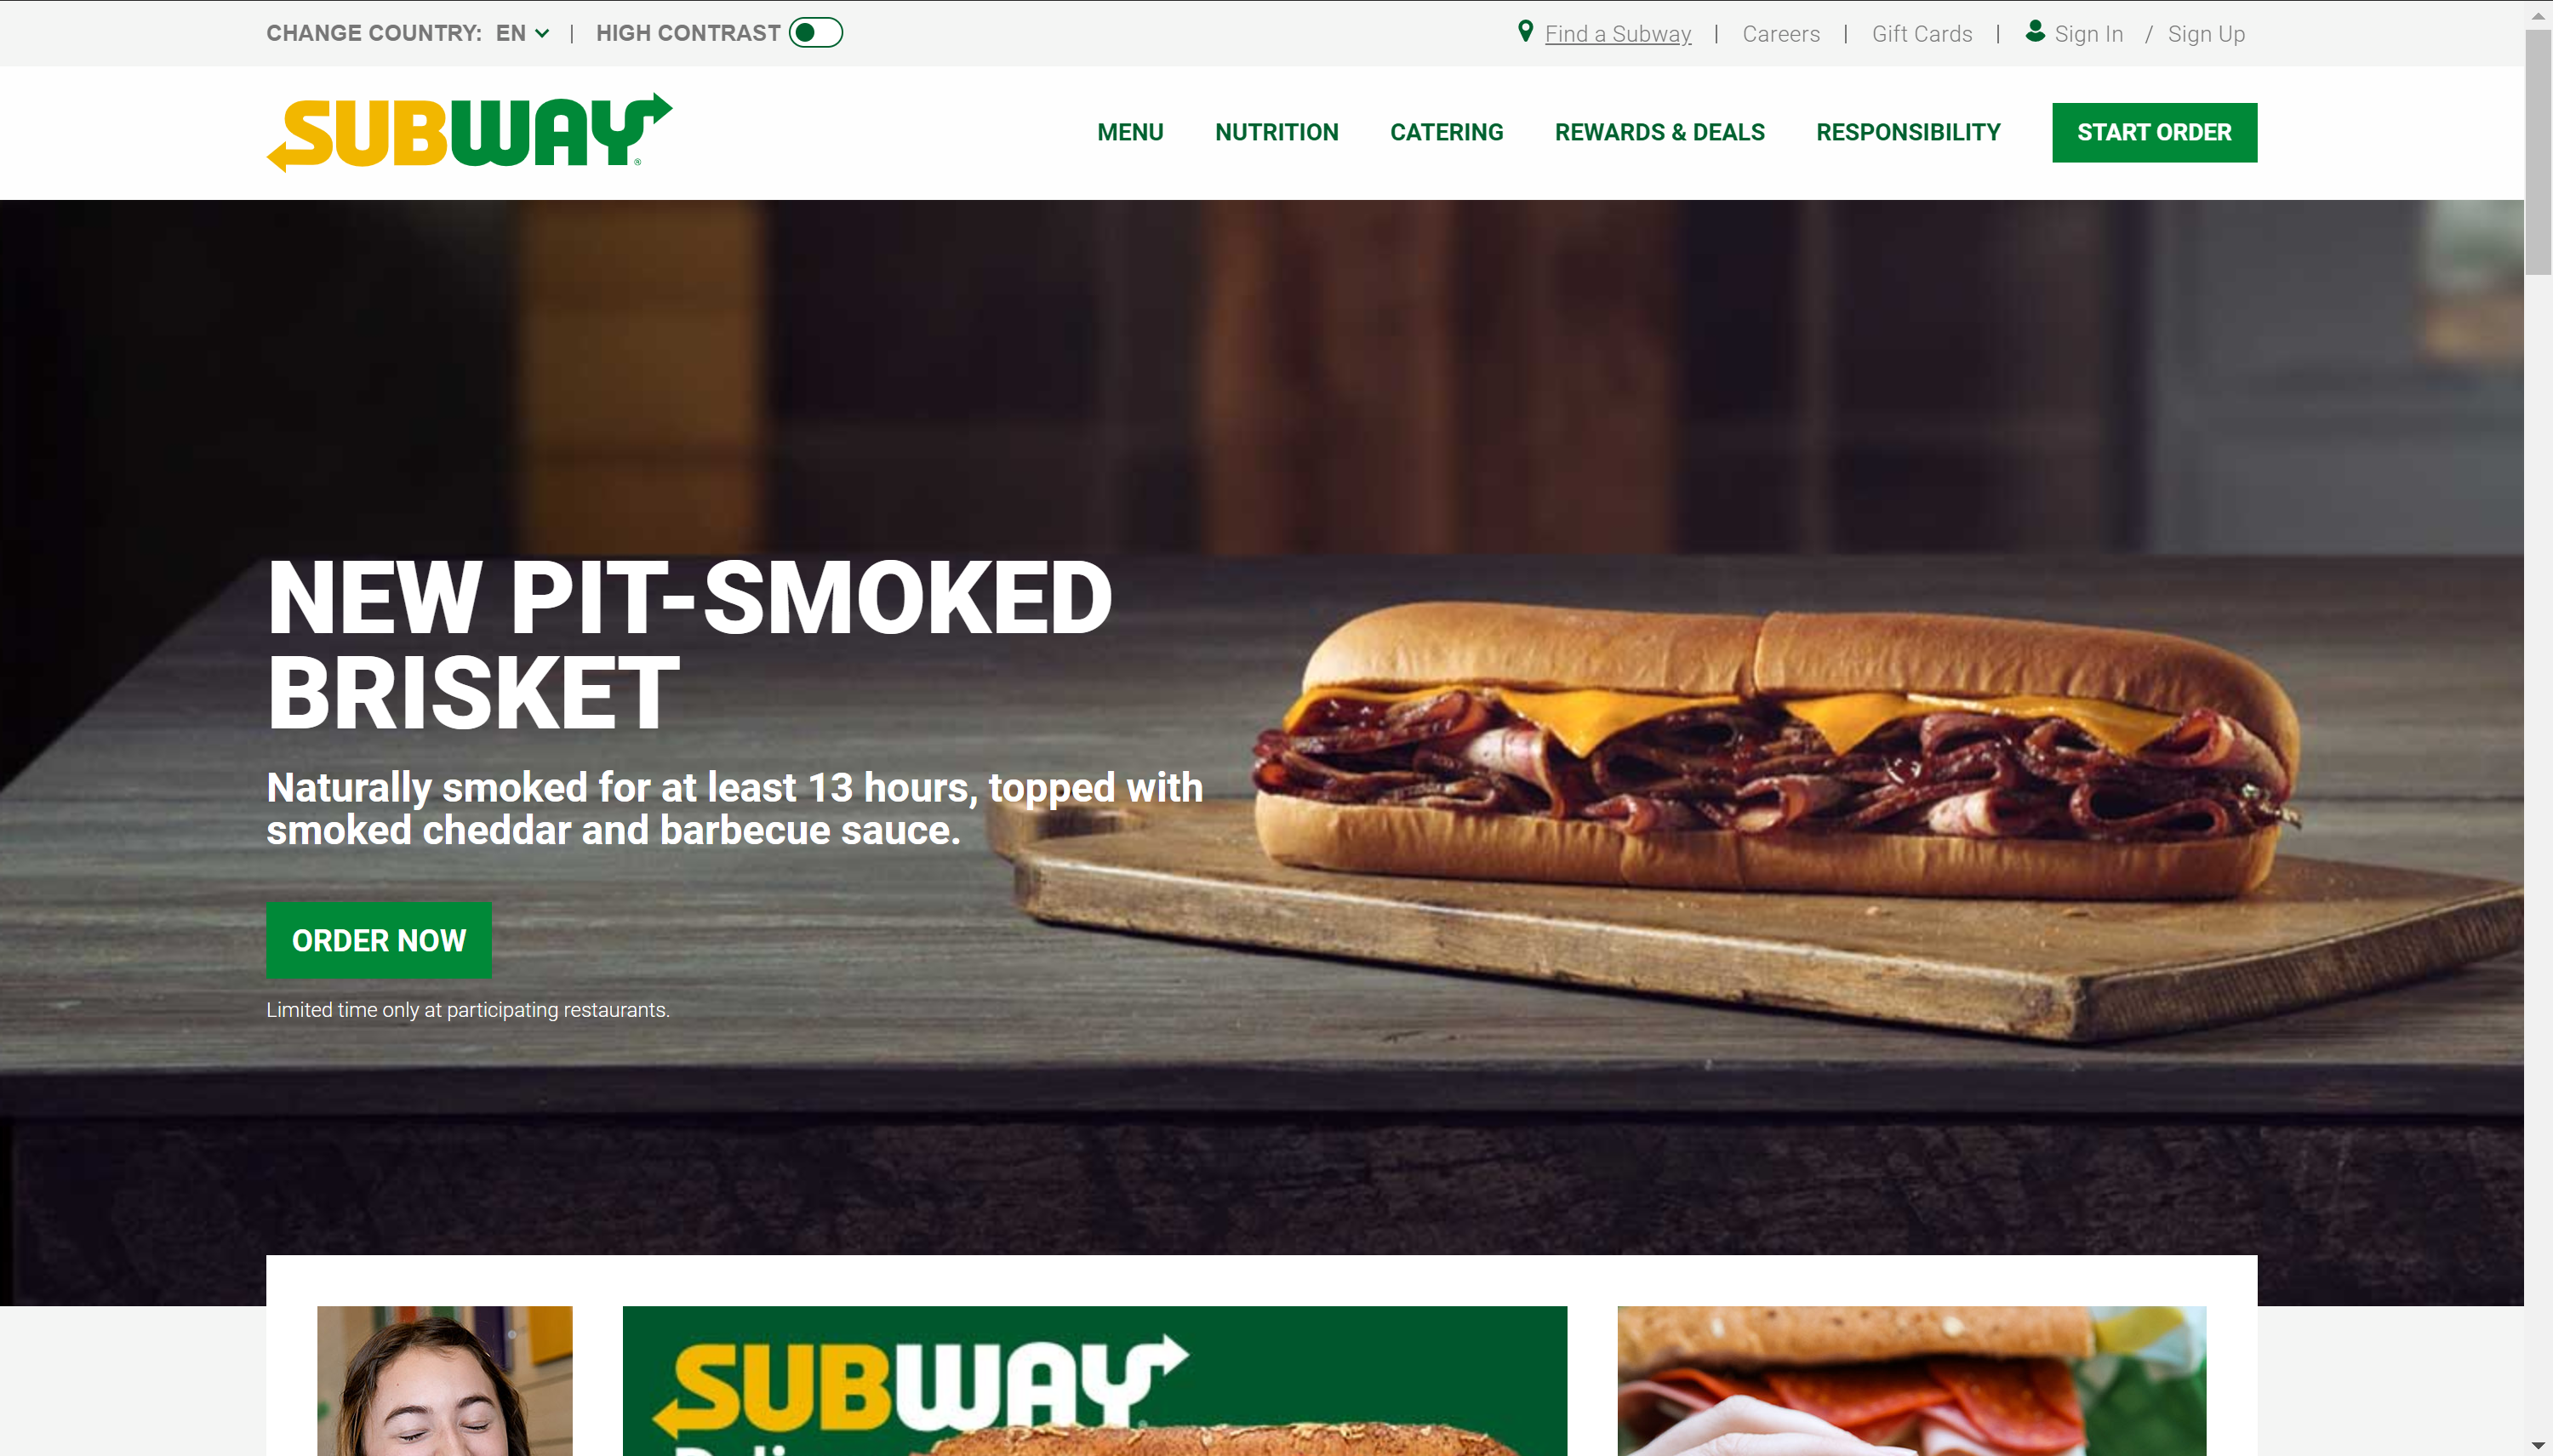 CHANGE COUNTRY: EN | HIGH CONTRAST
Find a Subway | Careers | Gift Cards | Sign In / Sign Up
SUBWAY®
MENU NUTRITION CATERING REWARDS & DEALS RESPONSIBILITY START ORDER
NEW PIT-SMOKED
BRISKET
Naturally smoked for at least 13 hours, topped with
smoked cheddar and barbecue sauce.
ORDER NOW
Limited time only at participating restaurants.
SUBWAY